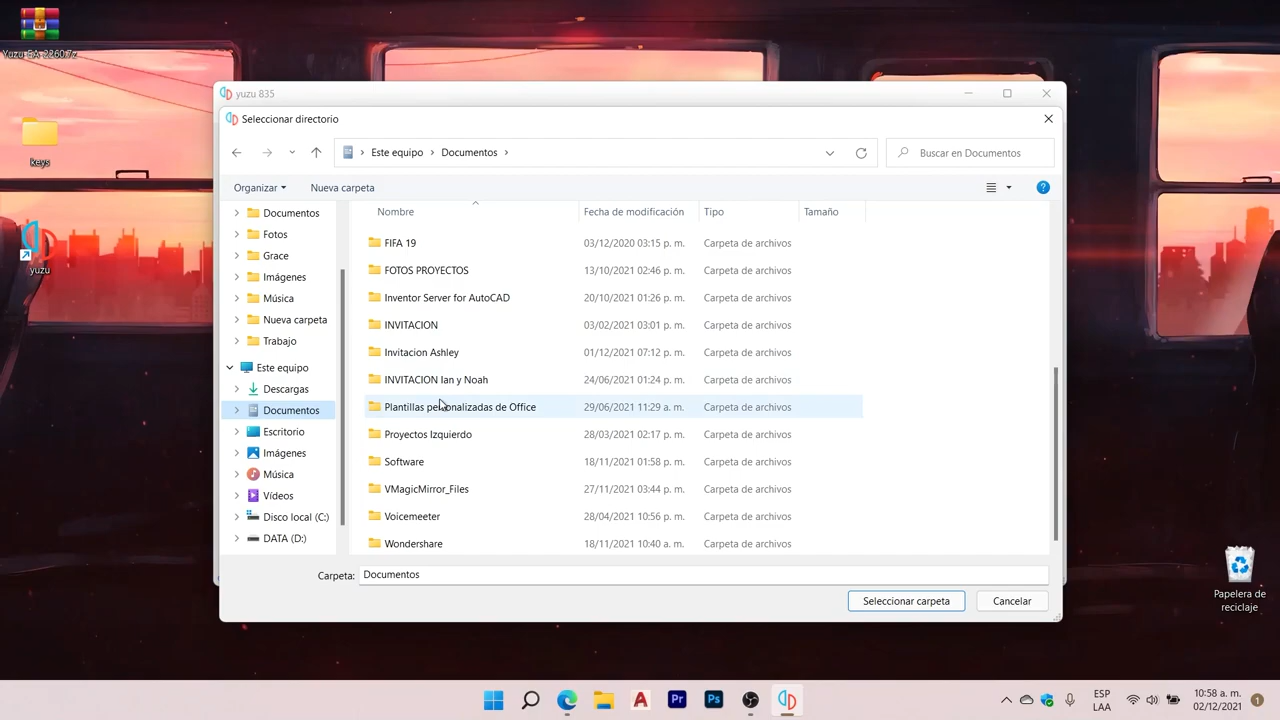 Yuzu EA 2260.7z
keys
yuzu
yuzu 835
Seleccionar directorio
Este equipo
Documentos
Buscar en Documentos
Organizar
Nueva carpeta
Documentos
Fotos
Grace
Imágenes
Música
Nueva carpeta
Trabajo
Este equipo
Descargas
Documentos
Escritorio
Imágenes
Música
Vídeos
Disco local (C:)
DATA (D:)
Nombre Fecha de modificación Tipo Tamaño
FIFA 19 03/12/2020 03:15 p. m. Carpeta de archivos
FOTOS PROYECTOS 13/10/2021 02:46 p. m. Carpeta de archivos
Inventor Server for AutoCAD 20/10/2021 01:26 p. m. Carpeta de archivos
INVITACION 03/02/2021 03:01 p. m. Carpeta de archivos
Invitacion Ashley 01/12/2021 07:12 p. m. Carpeta de archivos
INVITACION Ian y Noah 24/06/2021 01:24 p. m. Carpeta de archivos
Plantillas personalizadas de Office 29/06/2021 11:29 a. m. Carpeta de archivos
Proyectos Izquierdo 28/03/2021 02:17 p. m. Carpeta de archivos
Software 18/11/2021 01:58 p. m. Carpeta de archivos
VMagicMirror_Files 27/11/2021 03:44 p. m. Carpeta de archivos
Voicemeeter 28/04/2021 10:56 p. m. Carpeta de archivos
Wondershare 18/11/2021 10:40 a. m. Carpeta de archivos
Carpeta: Documentos
Seleccionar carpeta Cancelar
Papelera de
reciclaje
Pr
Ps
ESP
LAA
10:58 a. m.
02/12/2021
1